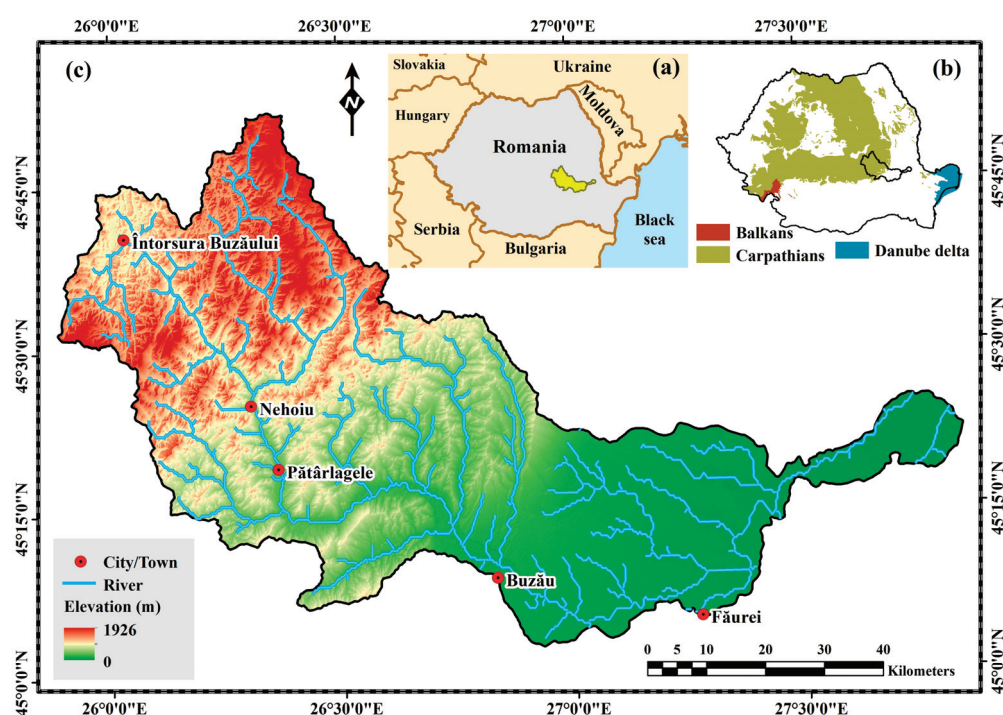 26°0'0"E
26°30'0"E
27°0'0"E
27°30'0"E
(c)
N
Slovakia
Ukraine
(a)
Hungary
Moldova
Romania
Serbia
Bulgaria
Black
sea
(b)
Balkans
Carpathians
Danube delta
45°45'0"N
45°45'0"N
45°30'0"N
45°30'0"N
45°15'0"N
45°15'0"N
45°0'0"N
45°0'0"N
Întorsura Buzăului
Nehoiu
Pătârlagele
Buzău
Făurei
City/Town
River
Elevation (m)
1926
0
0 5 10 20 30 40
Kilometers
26°0'0"E
26°30'0"E
27°0'0"E
27°30'0"E